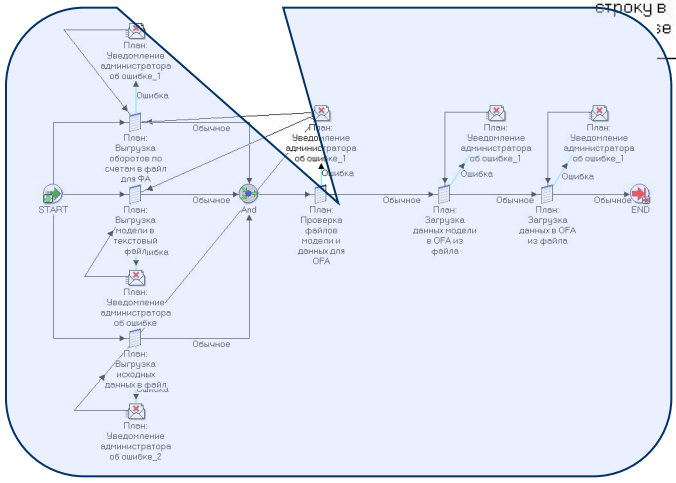 строку в
se
План:
Уведомление
администратора
об ошибке_1
Ошибка
План:
Выгрузка
оборотов по
счетам в файл
для ФА
Обычное
План:
Уведомление
администратора
об ошибке_1
Ошибка
План:
Уведомление
администратора
об ошибке_1
Ошибка
План:
Уведомление
администратора
об ошибке_1
Ошибка
START
План:
Выгрузка
модели в
текстовый
файл
ибка
Обычное
And
План:
Проверка
файлов
модели и
данных для
OFA
Обычное
План:
Загрузка
данных модели
в OFA из
файла
Обычное
План:
Загрузка
данных в OFA
из файла
Обычное
END
План:
Уведомление
администратора
об ошибке
План:
Выгрузка
исходных
данных в файл
Ошибка
Обычное
План:
Уведомление
администратора
об ошибке_2